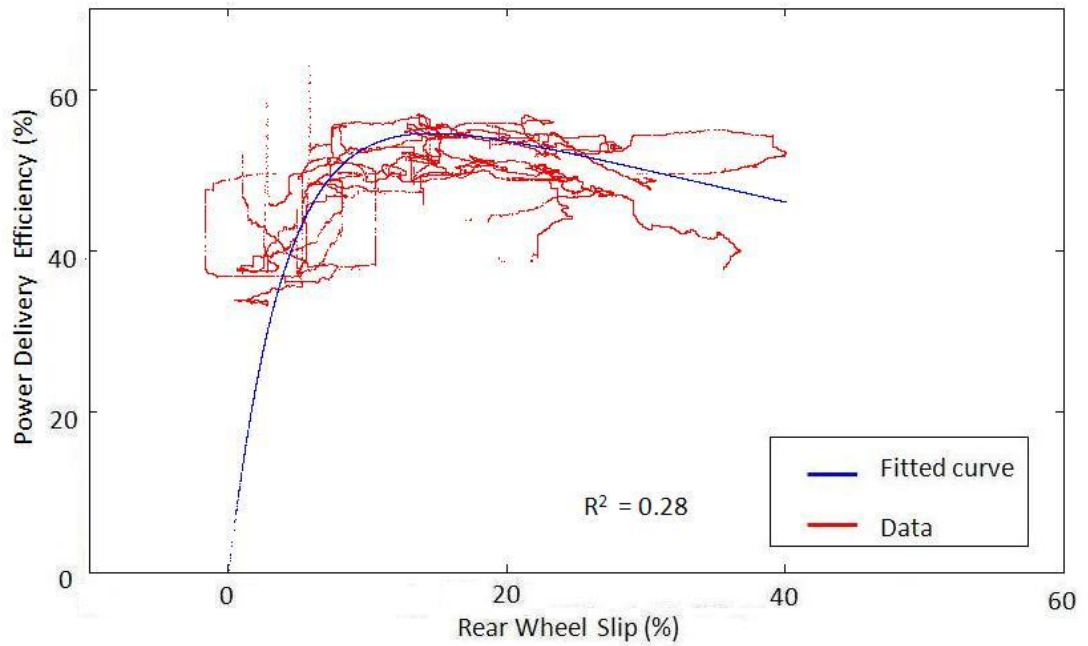 Power Delivery Efficiency (%)
60
40
20
0
Fitted curve
R² = 0.28
Data
0 20 40 60
Rear Wheel Slip (%)